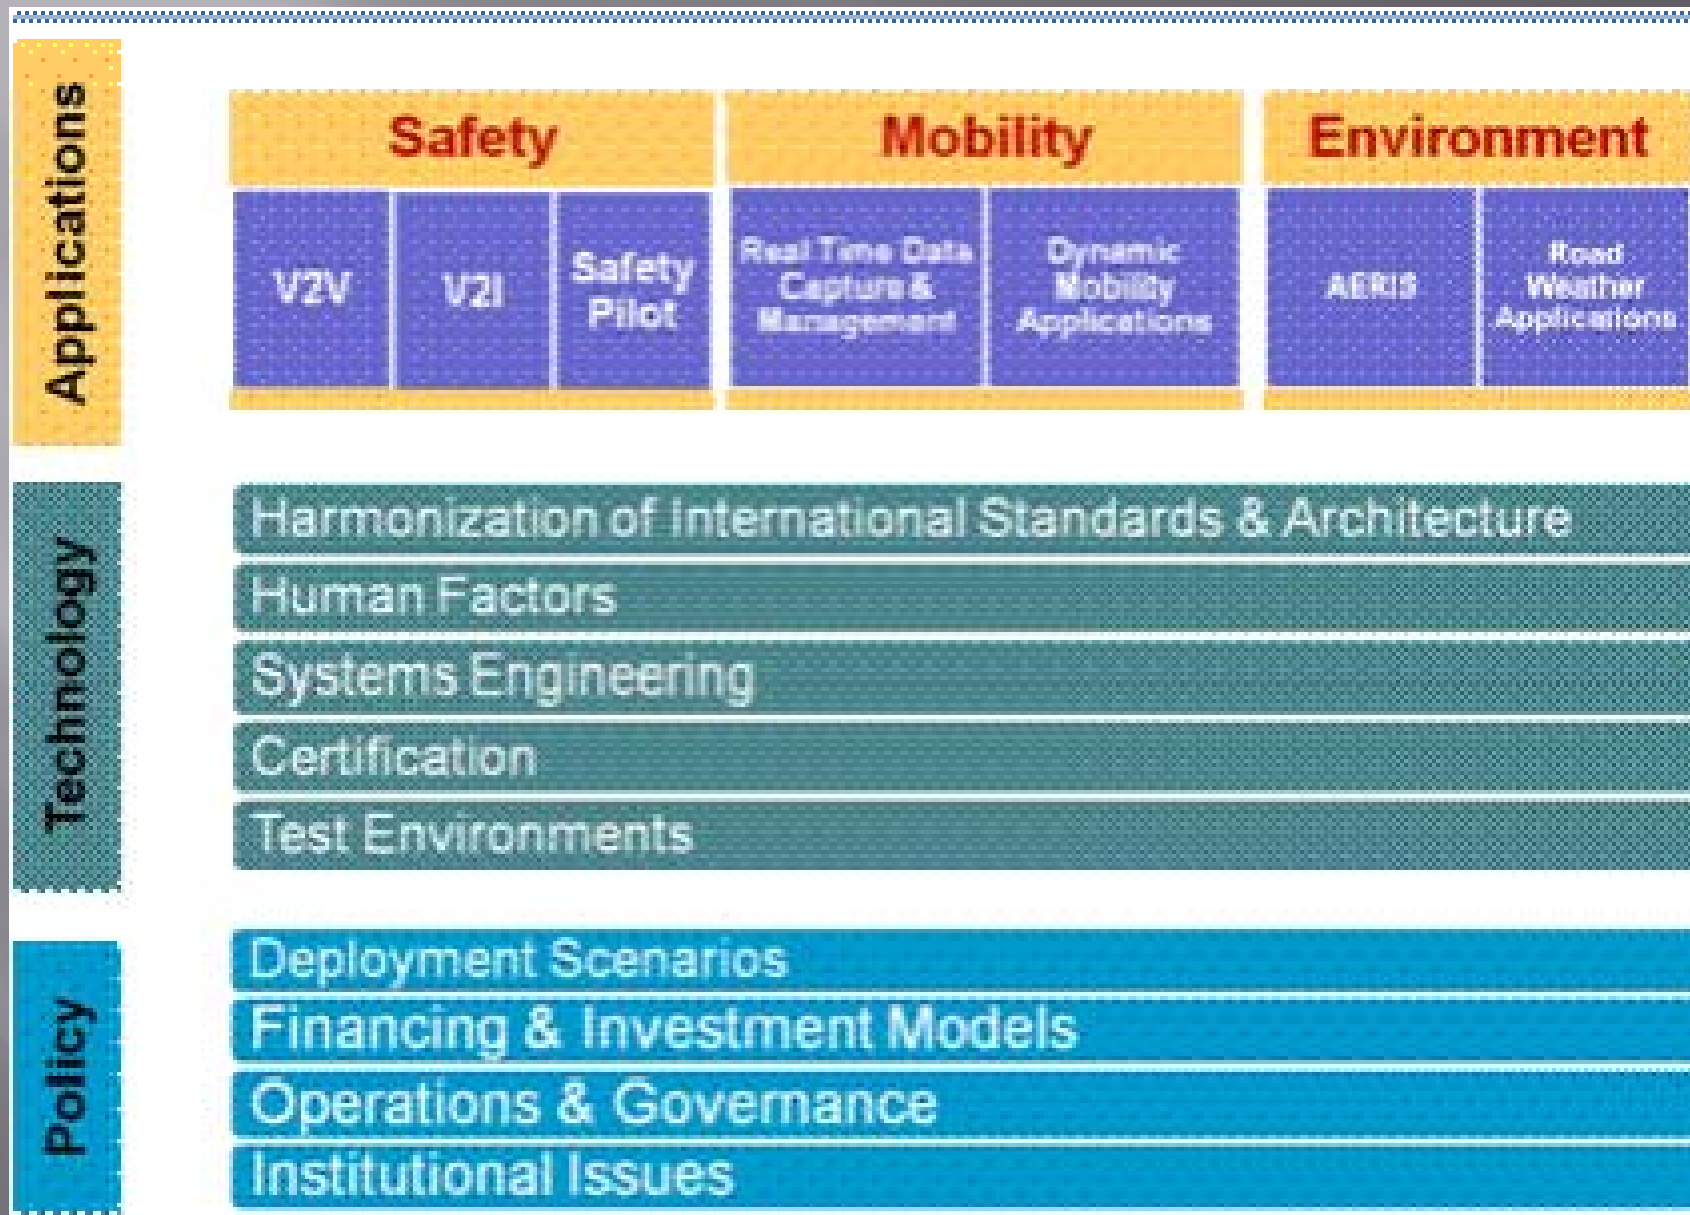 Applications
Safety
Mobility
Environment
V2V
V2I
Safety
Pilot
Real Time Data
Capture &
Management
Dynamic
Mobility
Applications
AERIS
Road
Weather
Applications
Technology
Harmonization of International Standards & Architecture
Human Factors
Systems Engineering
Certification
Test Environments
Policy
Deployment Scenarios
Financing & Investment Models
Operations & Governance
Institutional Issues